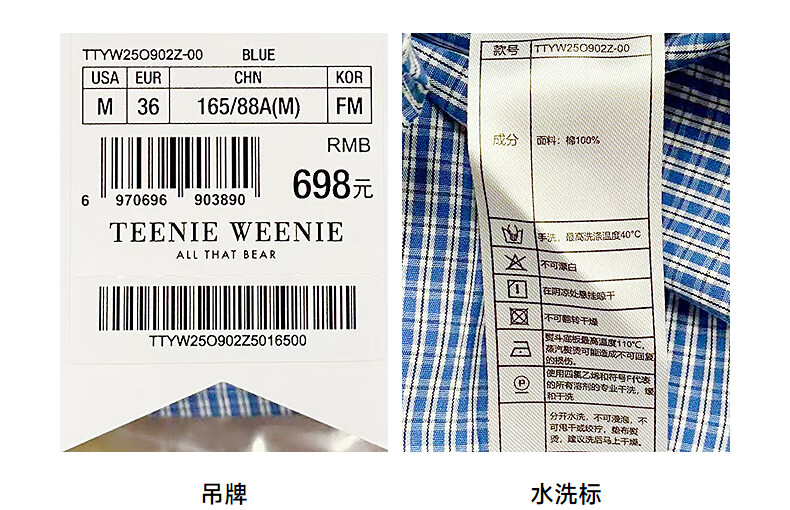 TTYW25O902Z-00 BLUE
USA EUR CHN KOR
M 36 165/88A(M) FM
RMB
698元
6 970696 903890
TEENIE WEENIE
ALL THAT BEAR
TTYW25O902Z5016500
吊牌
款号 TTYW25O902Z-00
成分 面料：棉100%
手洗，最高洗涤温度40°C
不可漂白
在阴凉处悬挂晾干
不可翻转干燥
熨斗底板最高温度110°C，
蒸汽熨烫可能造成不可回复
的损伤。
P 使用四氯乙烯和符号F代表
的所有溶剂的专业干洗，缓
和干洗
分开水洗，不可浸泡，不
可甩干或绞拧，垫布熨
烫，建议洗后马上干燥。
水洗标